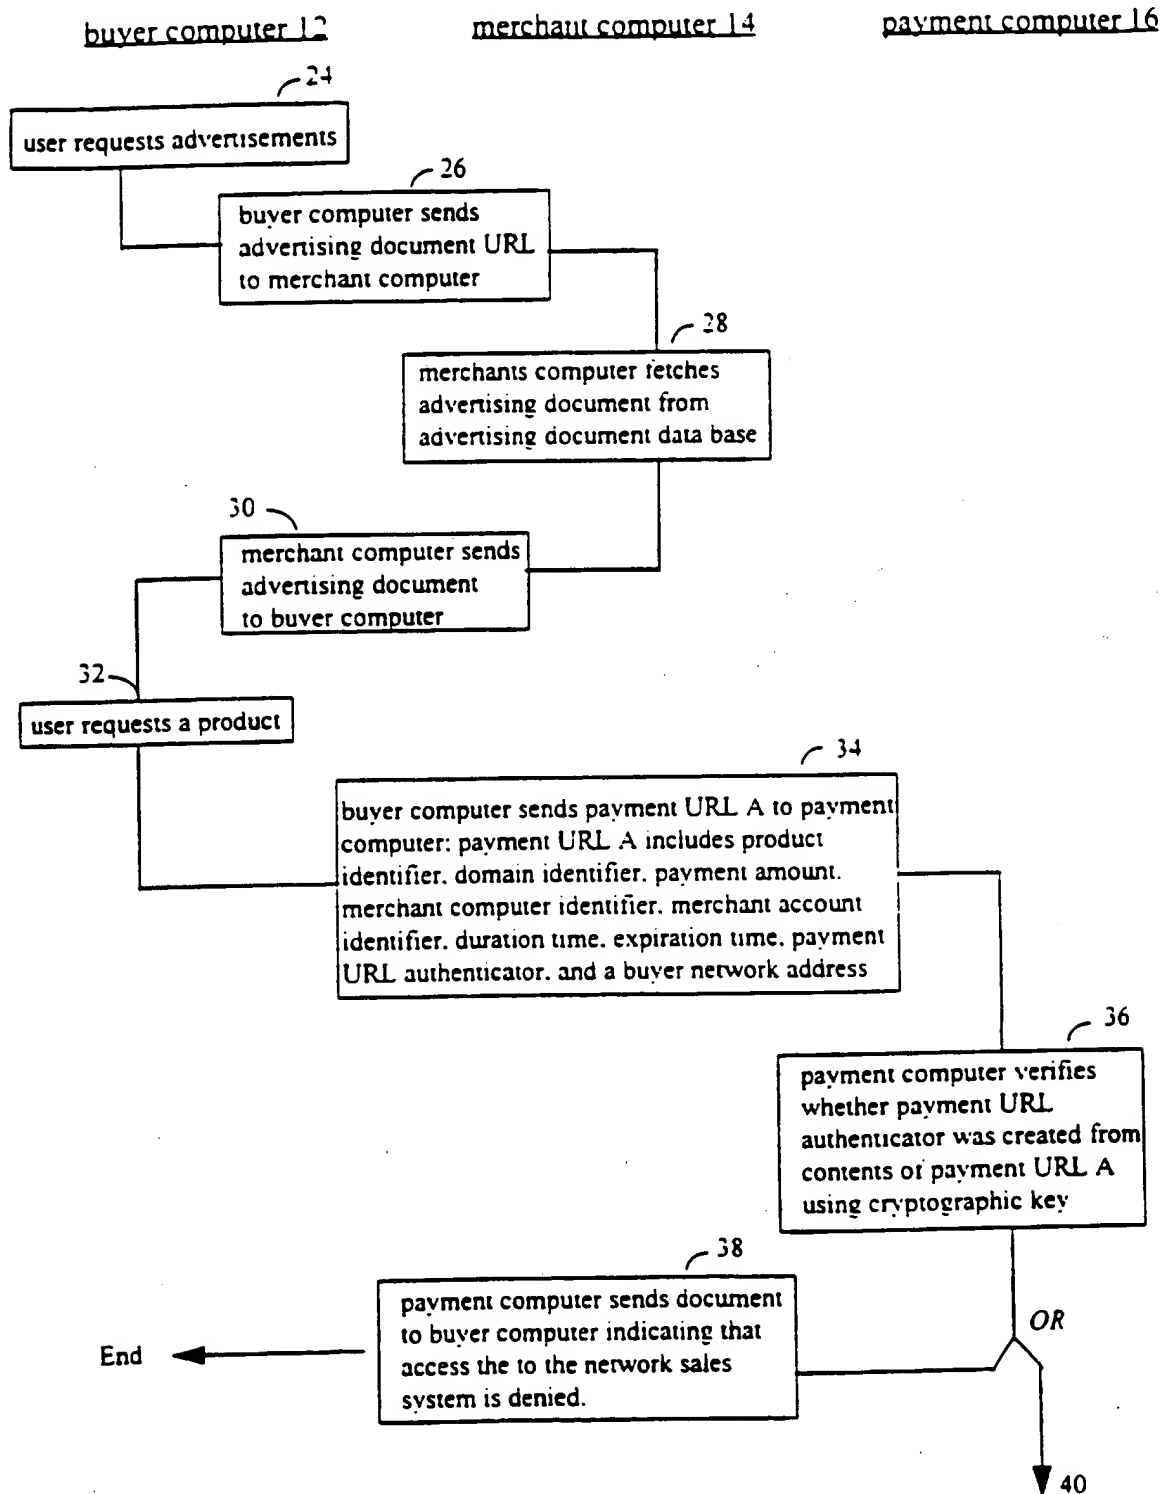 buyer computer 12
merchant computer 14
payment computer 16
24
user requests advertisements
26
buyer computer sends
advertising document URL
to merchant computer
28
merchants computer fetches
advertising document from
advertising document data base
30
merchant computer sends
advertising document
to buyer computer
32
user requests a product
34
buyer computer sends payment URL A to payment
computer: payment URL A includes product
identifier. domain identifier. payment amount.
merchant computer identifier. merchant account
identifier. duration time. expiration time. payment
URL authenticator. and a buyer network address
36
payment computer verifies
whether payment URL
authenticator was created from
contents of payment URL A
using cryptographic key
38
payment computer sends document
to buyer computer indicating that
access the to the network sales
system is denied.
OR
End
40